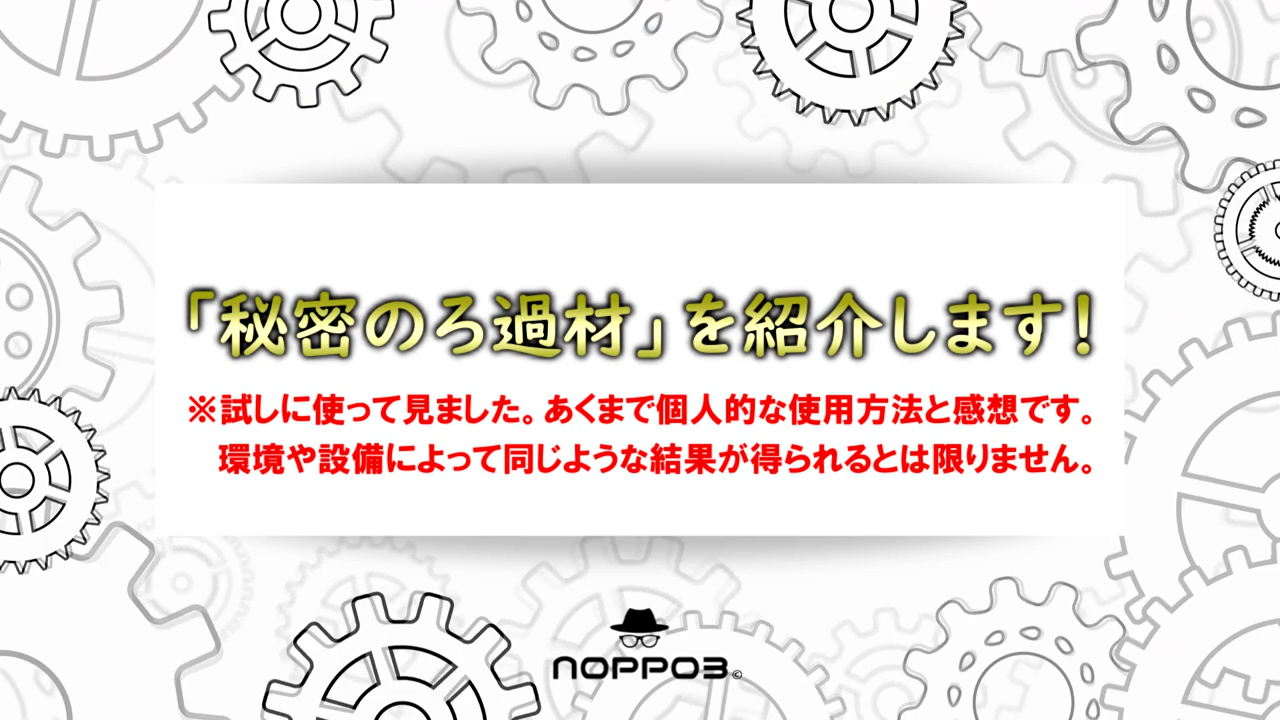 「秘密のろ過材」を紹介します！
※試しに使って見ました。あくまで個人的な使用方法と感想です。
環境や設備によって同じような結果が得られるとは限りません。
NOPPO3©